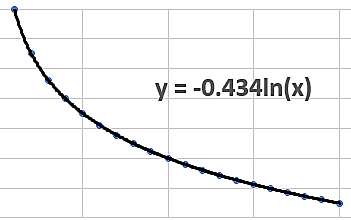 y = -0.434ln(x)